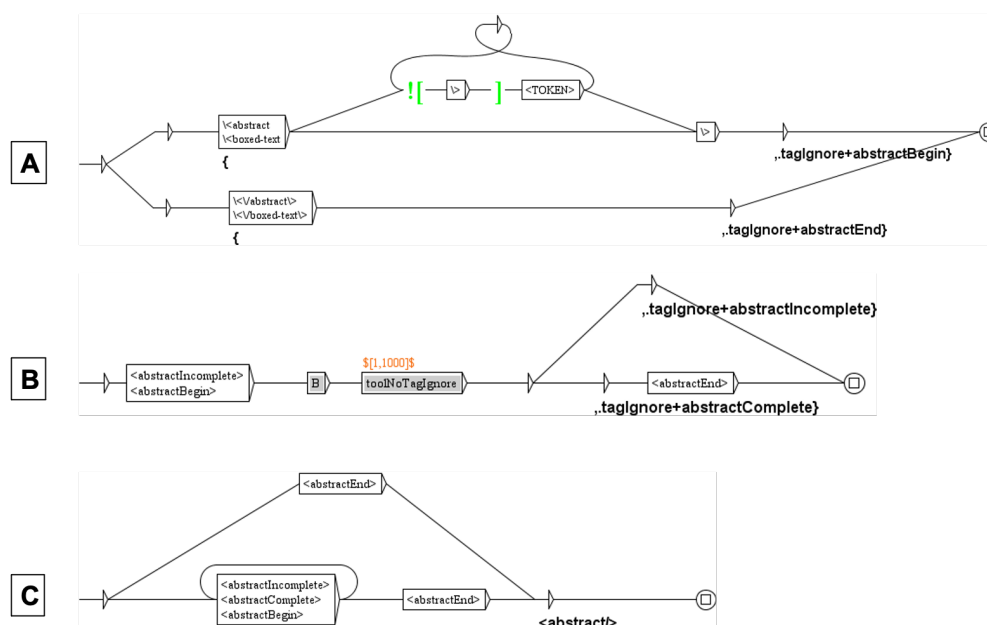 A
\<abstract
\<boxed-text
{
![
\>
]
<TOKEN>
\>
,.tagIgnore+abstractBegin}
\<\/abstract\>
\<\/boxed-text\>
{
,.tagIgnore+abstractEnd}
B
<abstractIncomplete>
<abstractBegin>
B
$[1,1000]$
toolNoTagIgnore
,.tagIgnore+abstractIncomplete}
<abstractEnd>
,.tagIgnore+abstractComplete}
C
<abstractEnd>
<abstractIncomplete>
<abstractComplete>
<abstractBegin>
<abstractEnd>
<abstract/>